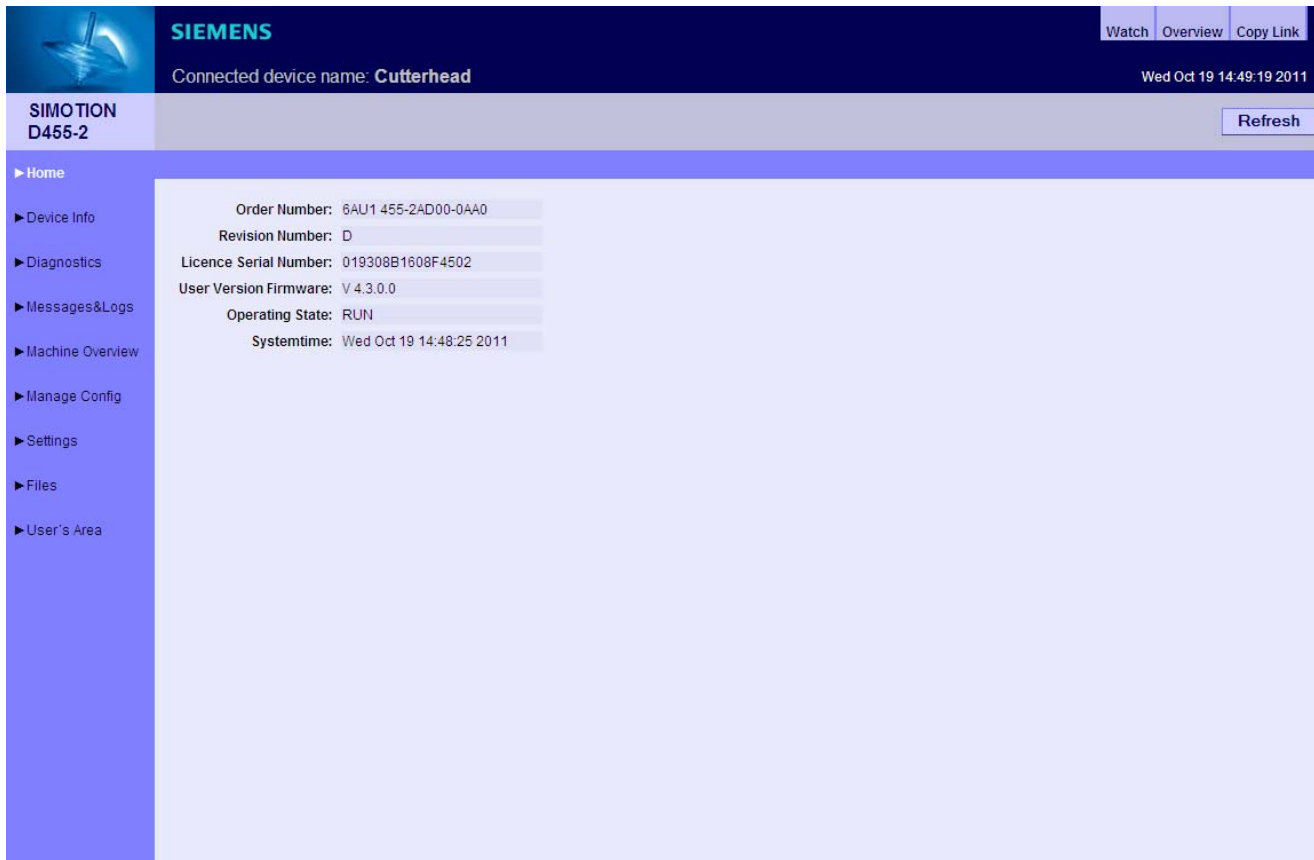 SIEMENS
Watch Overview Copy Link
Connected device name: Cutterhead
Wed Oct 19 14:49:19 2011
SIMOTION
D455-2
Refresh
►Home
►Device Info
►Diagnostics
►Messages&Logs
►Machine Overview
►Manage Config
►Settings
►Files
►User´s Area
Order Number: 6AU1 455-2AD00-0AA0
Revision Number: D
Licence Serial Number: 019308B1608F4502
User Version Firmware: V 4.3.0.0
Operating State: RUN
Systemtime: Wed Oct 19 14:48:25 2011